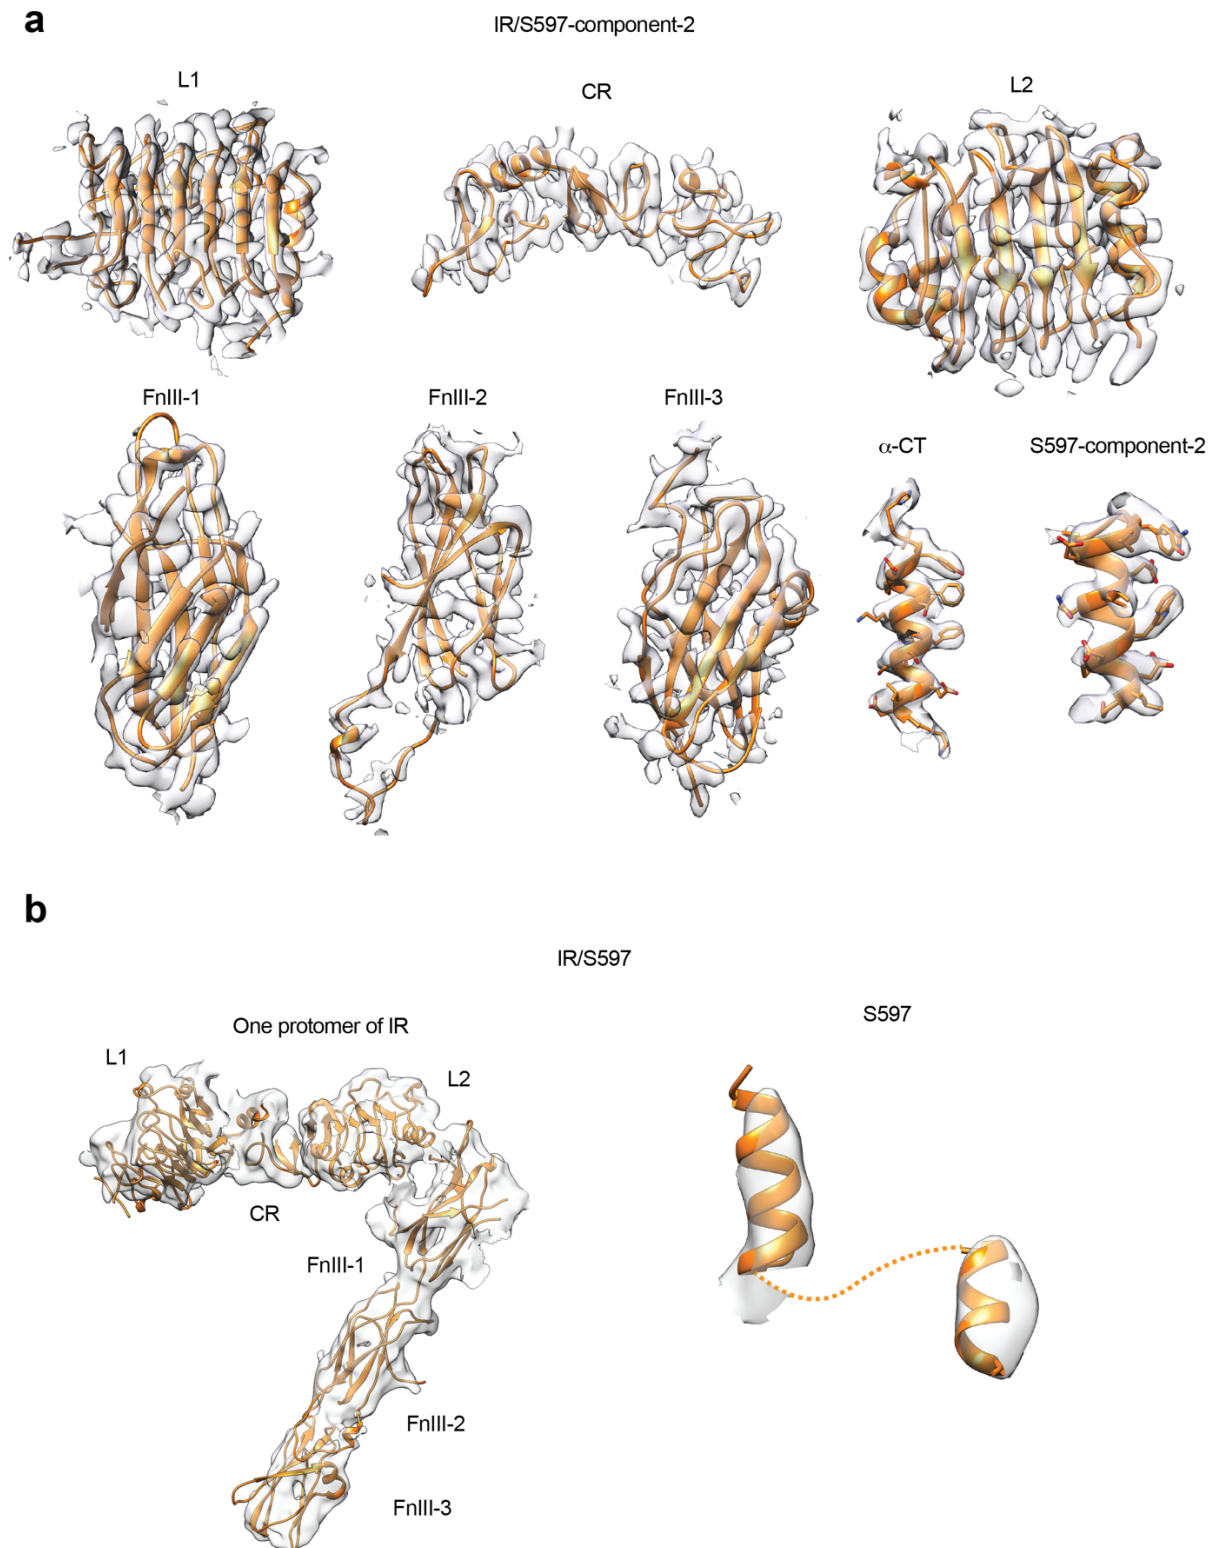 a
IR/S597-component-2
L1
CR
L2
FnIII-1
FnIII-2
FnIII-3
α-CT
S597-component-2
b
IR/S597
One protomer of IR
S597
L1
L2
CR
FnIII-1
FnIII-2
FnIII-3